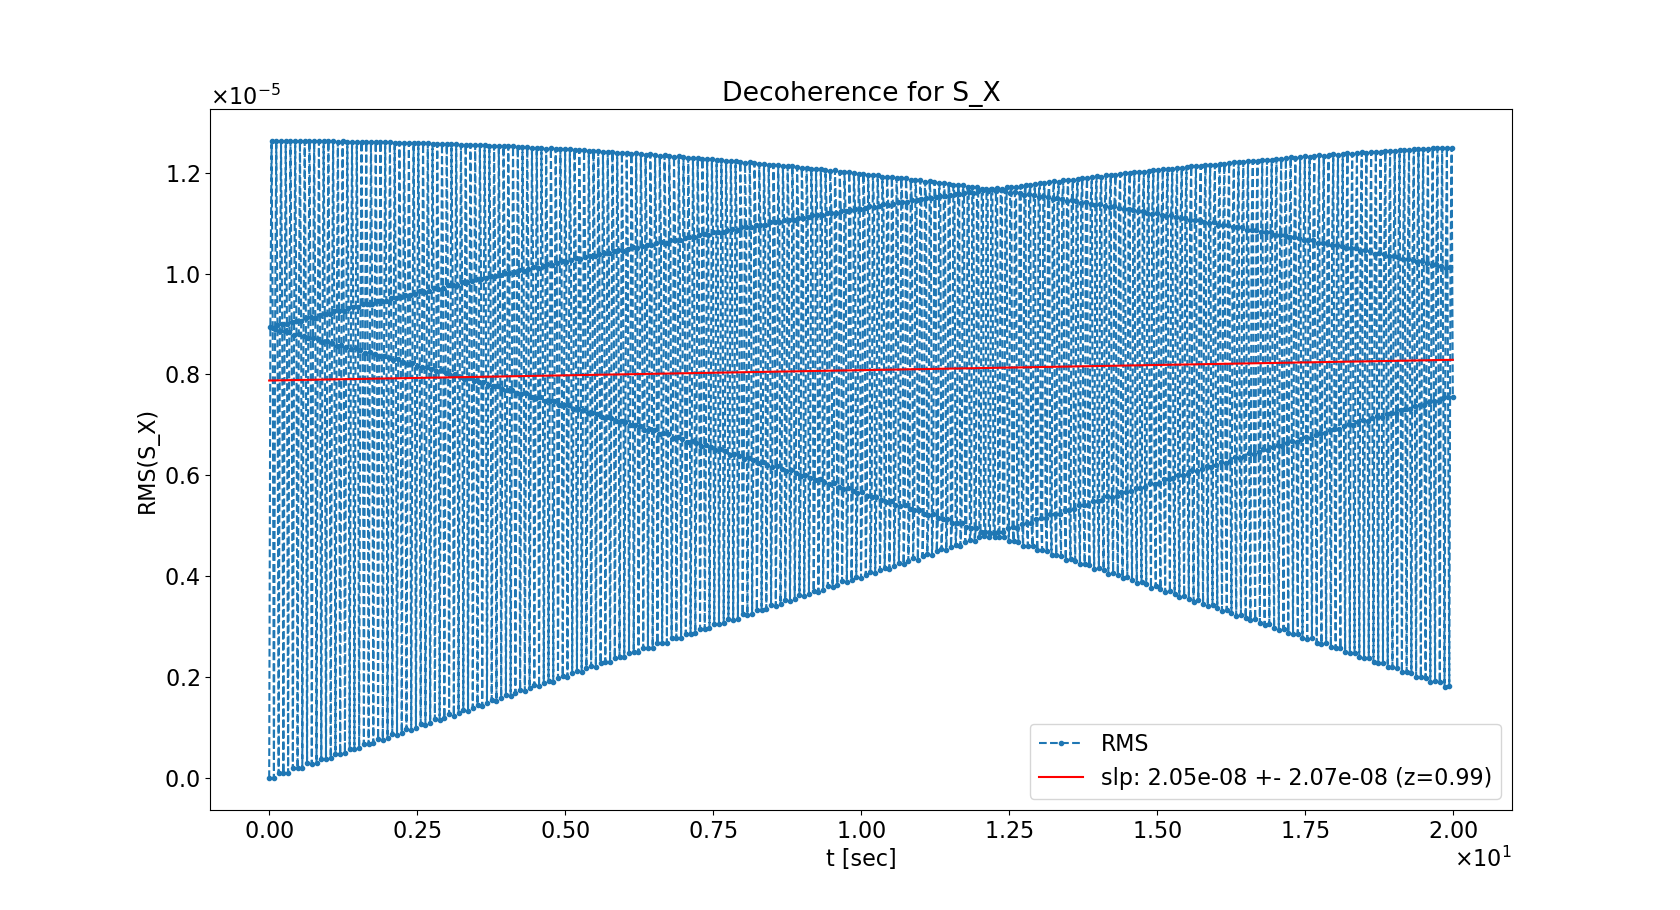 Decoherence for S_X
×10⁻⁵
RMS(S_X)
1.2
1.0
0.8
0.6
0.4
0.2
0.0
RMS
slp: 2.05e-08 +- 2.07e-08 (z=0.99)
0.00 0.25 0.50 0.75 1.00 1.25 1.50 1.75 2.00
t [sec]
×10¹